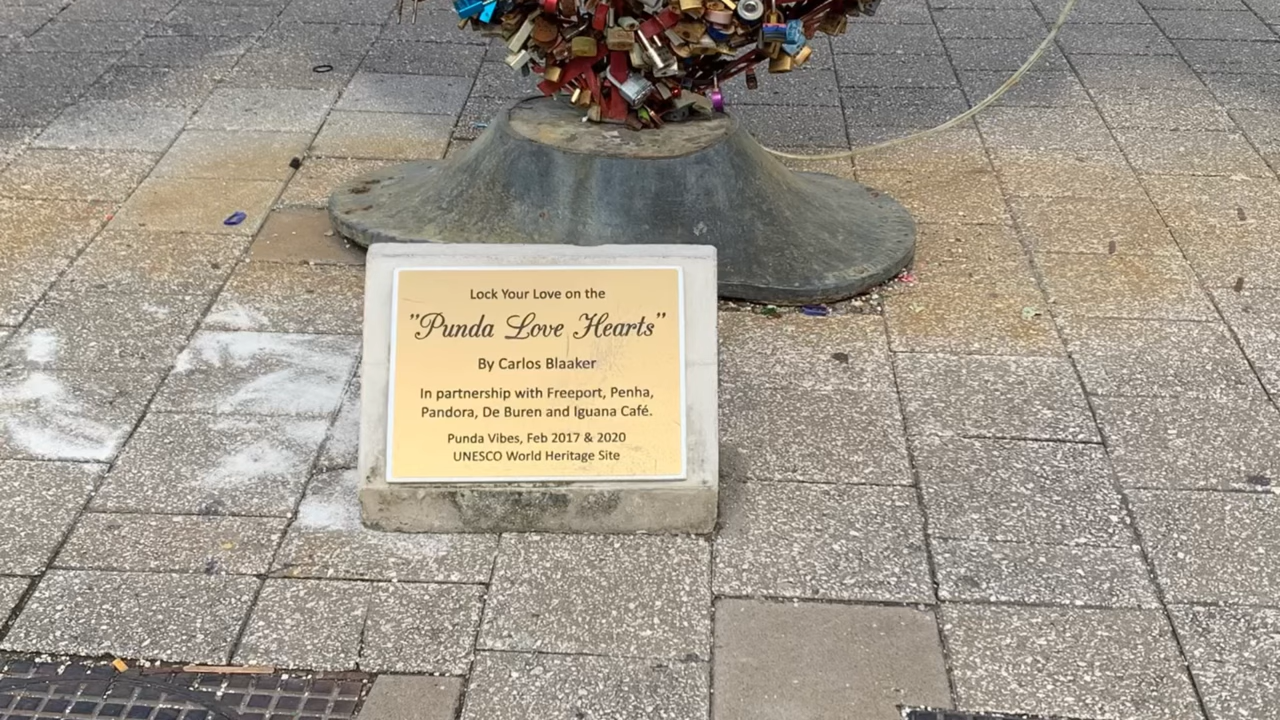 Lock Your Love on the
"Punda Love Hearts"
By Carlos Blaaker
In partnership with Freeport, Penha,
Pandora, De Buren and Iguana Café.
Punda Vibes, Feb 2017 & 2020
UNESCO World Heritage Site